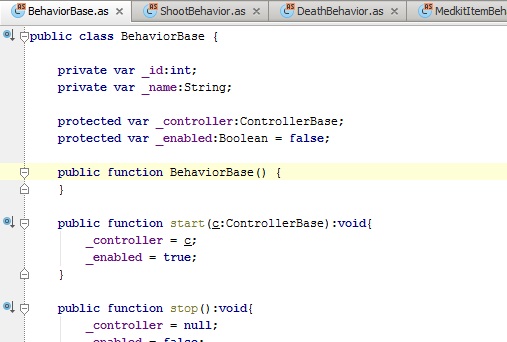 BehaviorBase.as
ShootBehavior.as
DeathBehavior.as
MedkitItemBeh
public class BehaviorBase {
private var _id:int;
private var _name:String;
protected var _controller:ControllerBase;
protected var _enabled:Boolean = false;
public function BehaviorBase() {
}
public function start(c:ControllerBase):void{
_controller = c;
_enabled = true;
}
public function stop():void{
_controller = null;
_enabled = false;